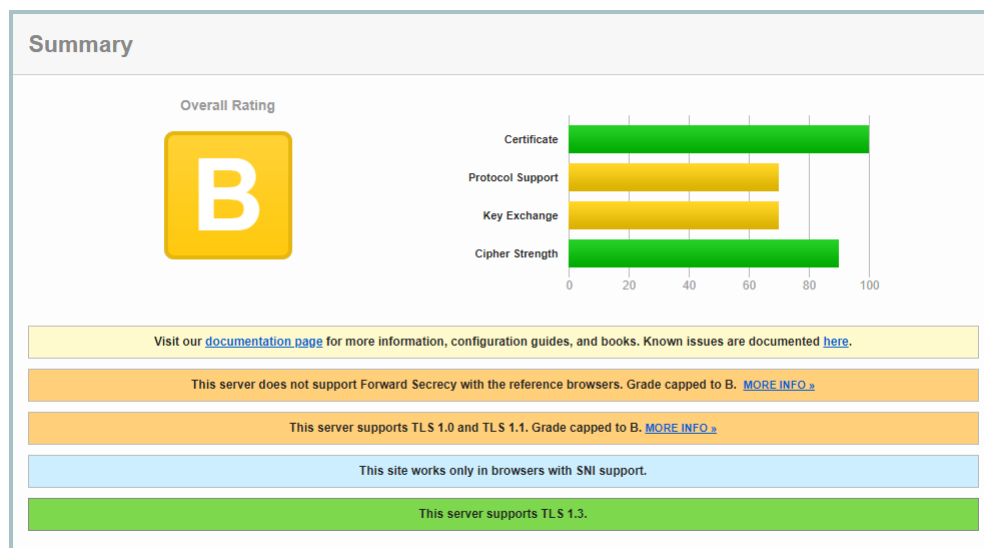 Summary
Overall Rating
B
Certificate
Protocol Support
Key Exchange
Cipher Strength
0 20 40 60 80 100
Visit our documentation page for more information, configuration guides, and books. Known issues are documented here.
This server does not support Forward Secrecy with the reference browsers. Grade capped to B. MORE INFO »
This server supports TLS 1.0 and TLS 1.1. Grade capped to B. MORE INFO »
This site works only in browsers with SNI support.
This server supports TLS 1.3.